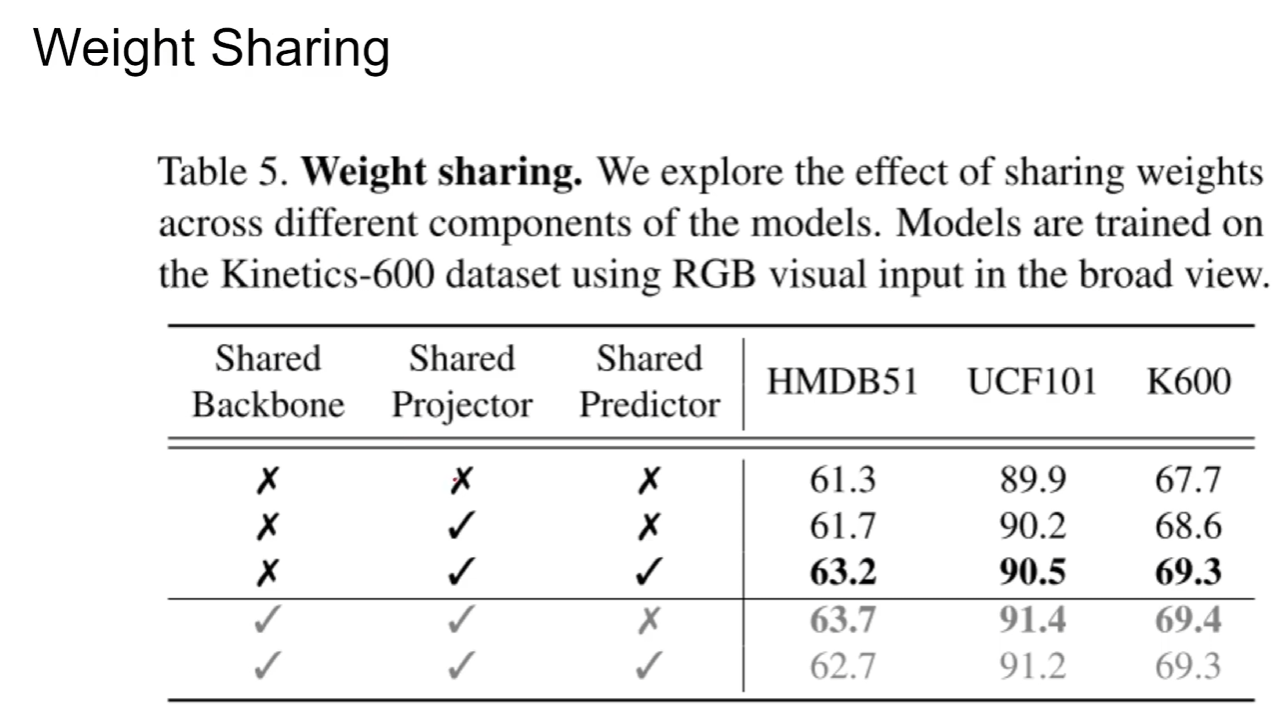 Weight Sharing
Table 5. Weight sharing. We explore the effect of sharing weights
across different components of the models. Models are trained on
the Kinetics-600 dataset using RGB visual input in the broad view.
Shared Backbone Shared Projector Shared Predictor HMDB51 UCF101 K600
✗ ✗ ✗ 61.3 89.9 67.7
✗ ✓ ✗ 61.7 90.2 68.6
✗ ✓ ✓ 63.2 90.5 69.3
✓ ✓ ✗ 63.7 91.4 69.4
✓ ✓ ✓ 62.7 91.2 69.3